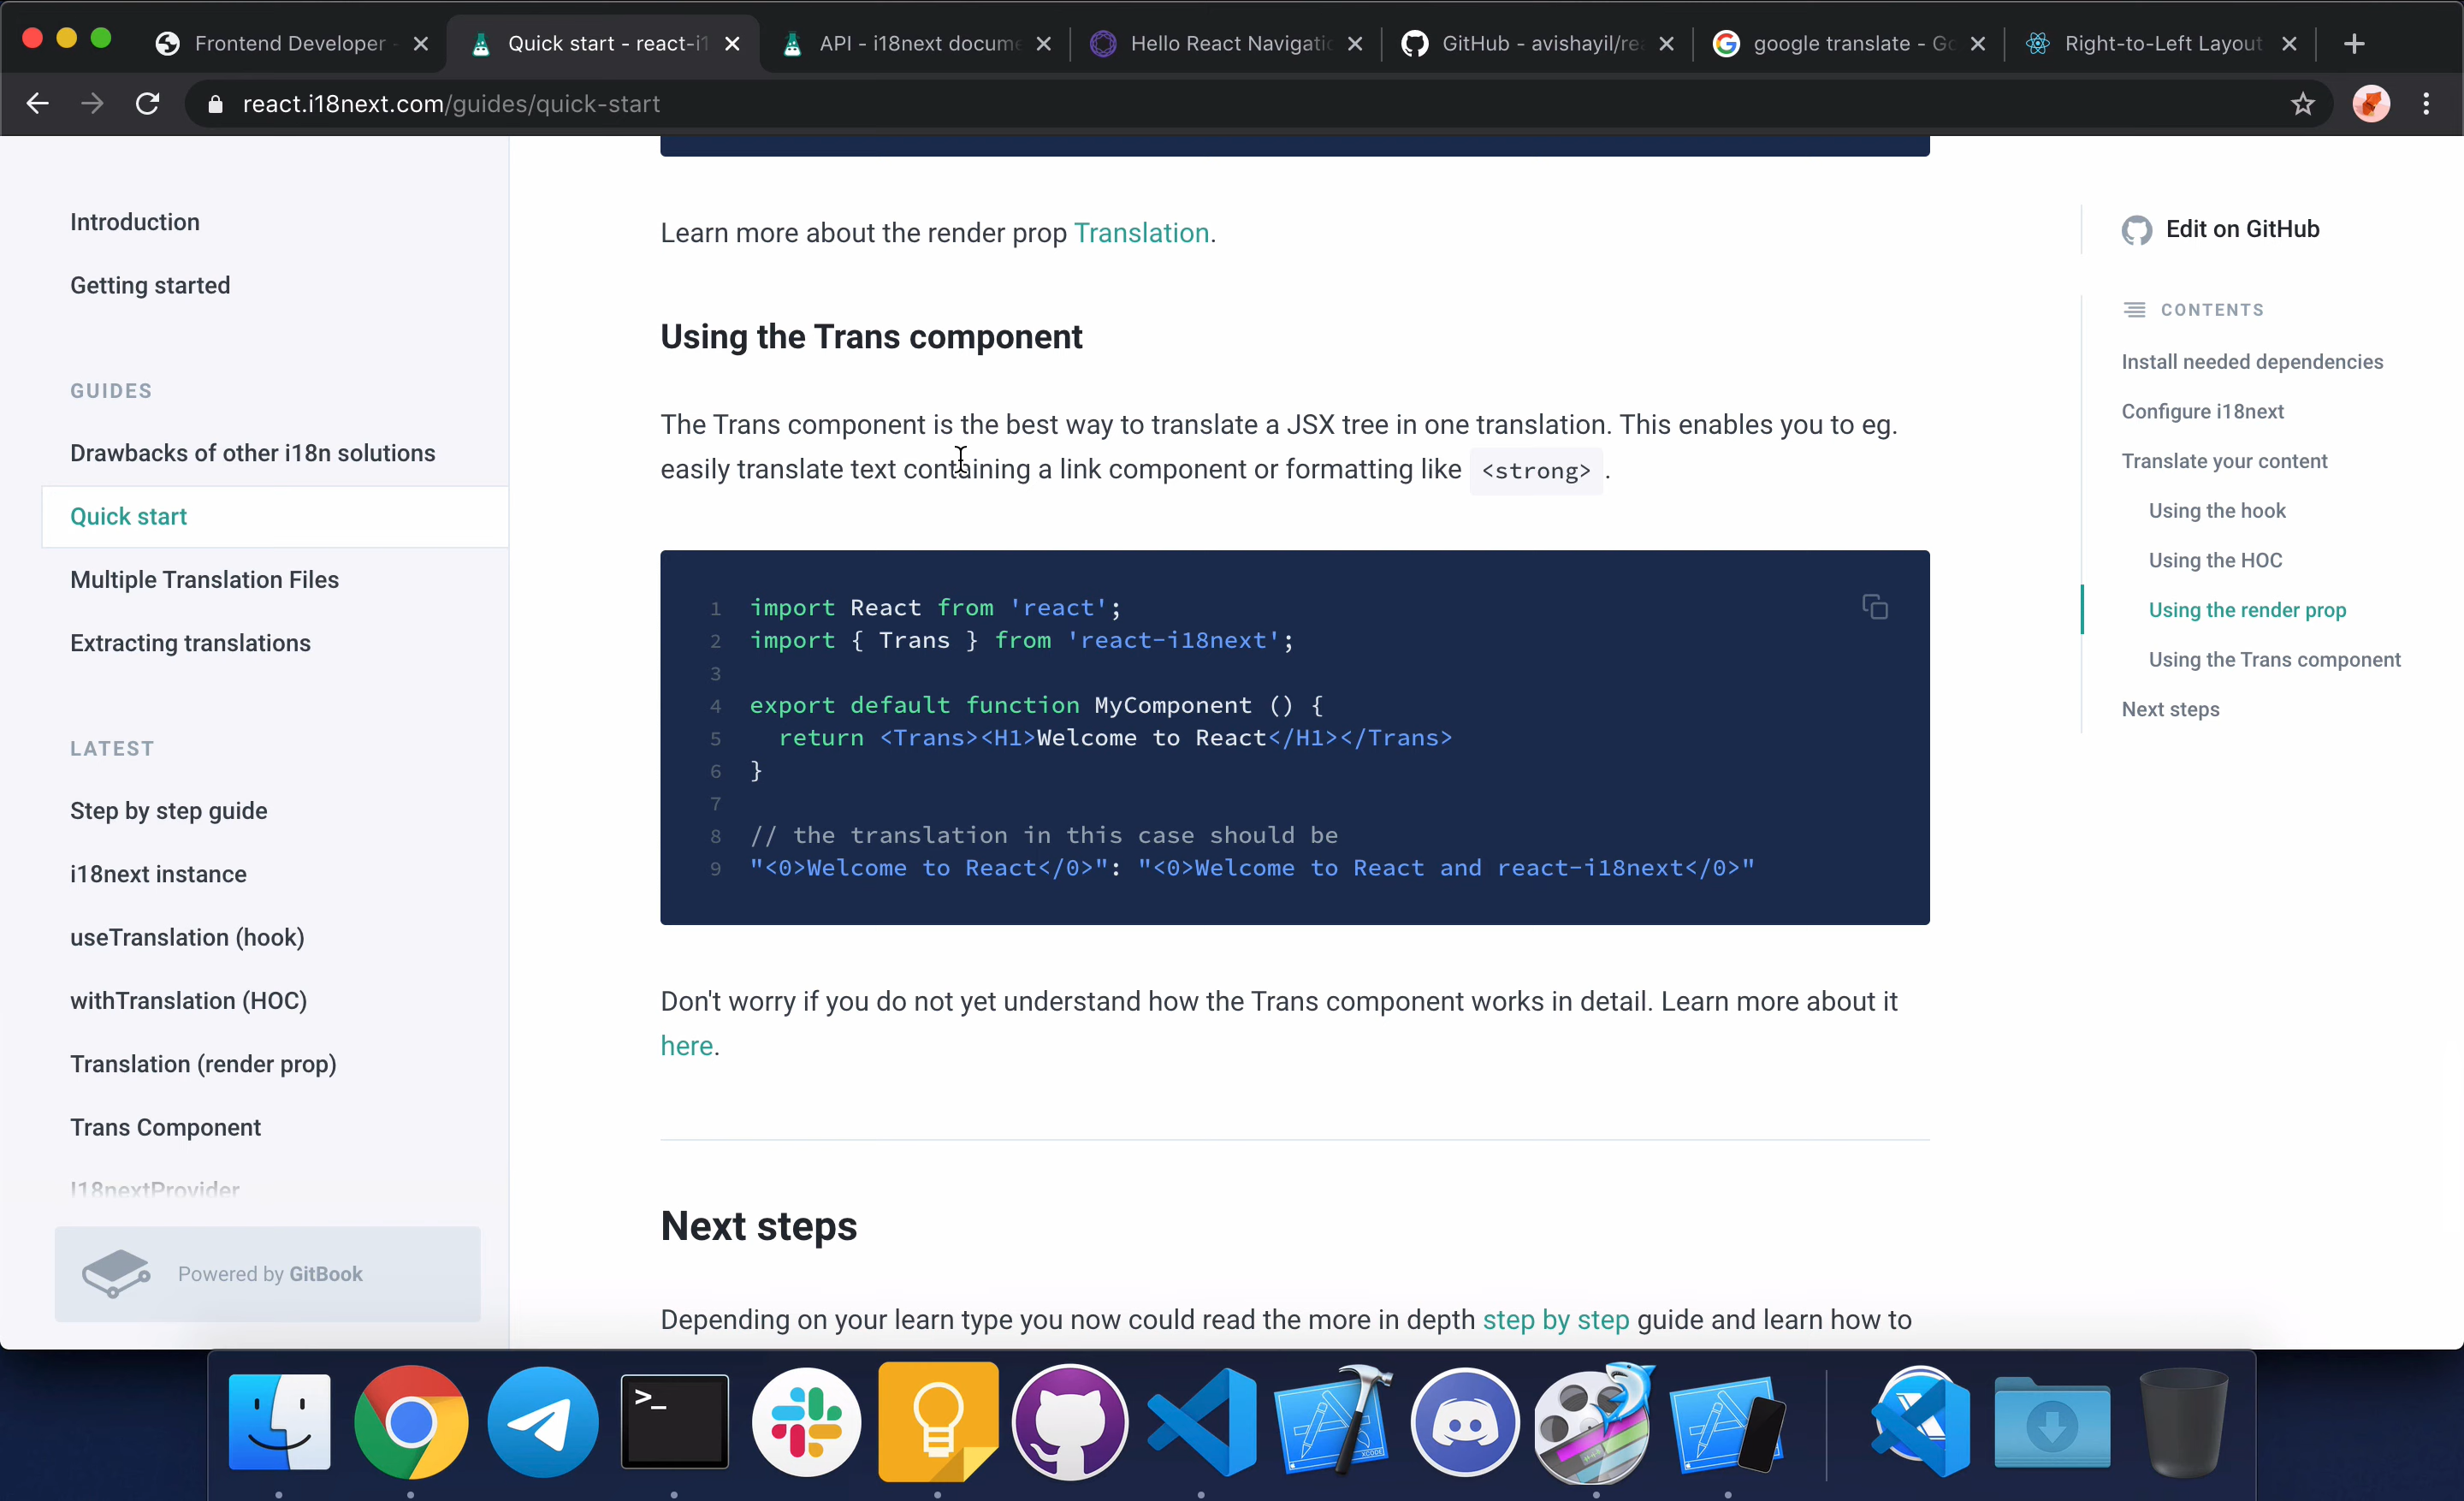 Frontend Developer -
Quick start - react-i1
API - i18next docume
Hello React Navigatio
GitHub - avishayil/rea
google translate - Go
Right-to-Left Layout
react.i18next.com/guides/quick-start
Introduction
Getting started
GUIDES
Drawbacks of other i18n solutions
Quick start
Multiple Translation Files
Extracting translations
LATEST
Step by step guide
i18next instance
useTranslation (hook)
withTranslation (HOC)
Translation (render prop)
Trans Component
I18nextProvider
Powered by GitBook
Learn more about the render prop Translation.
Using the Trans component
The Trans component is the best way to translate a JSX tree in one translation. This enables you to eg.
easily translate text containing a link component or formatting like <strong> .
1 import React from 'react';
2 import { Trans } from 'react-i18next';
3
4 export default function MyComponent () {
5 return <Trans><H1>Welcome to React</H1></Trans>
6 }
7
8 // the translation in this case should be
9 "<0>Welcome to React</0>": "<0>Welcome to React and react-i18next</0>"
Don't worry if you do not yet understand how the Trans component works in detail. Learn more about it
here.
Next steps
Depending on your learn type you now could read the more in depth step by step guide and learn how to
Edit on GitHub
CONTENTS
Install needed dependencies
Configure i18next
Translate your content
Using the hook
Using the HOC
Using the render prop
Using the Trans component
Next steps
>_